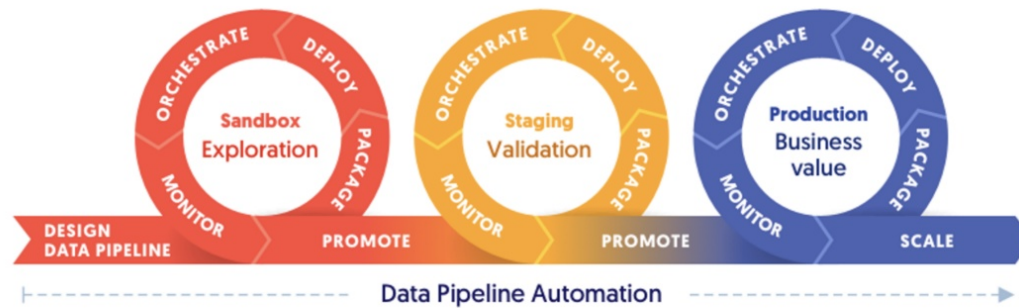 ORCHESTRATE
DEPLOY
PACKAGE
MONITOR
Sandbox
Exploration
ORCHESTRATE
DEPLOY
PACKAGE
MONITOR
Staging
Validation
ORCHESTRATE
DEPLOY
PACKAGE
MONITOR
Production
Business
value
DESIGN
DATA PIPELINE
PROMOTE
PROMOTE
SCALE
Data Pipeline Automation